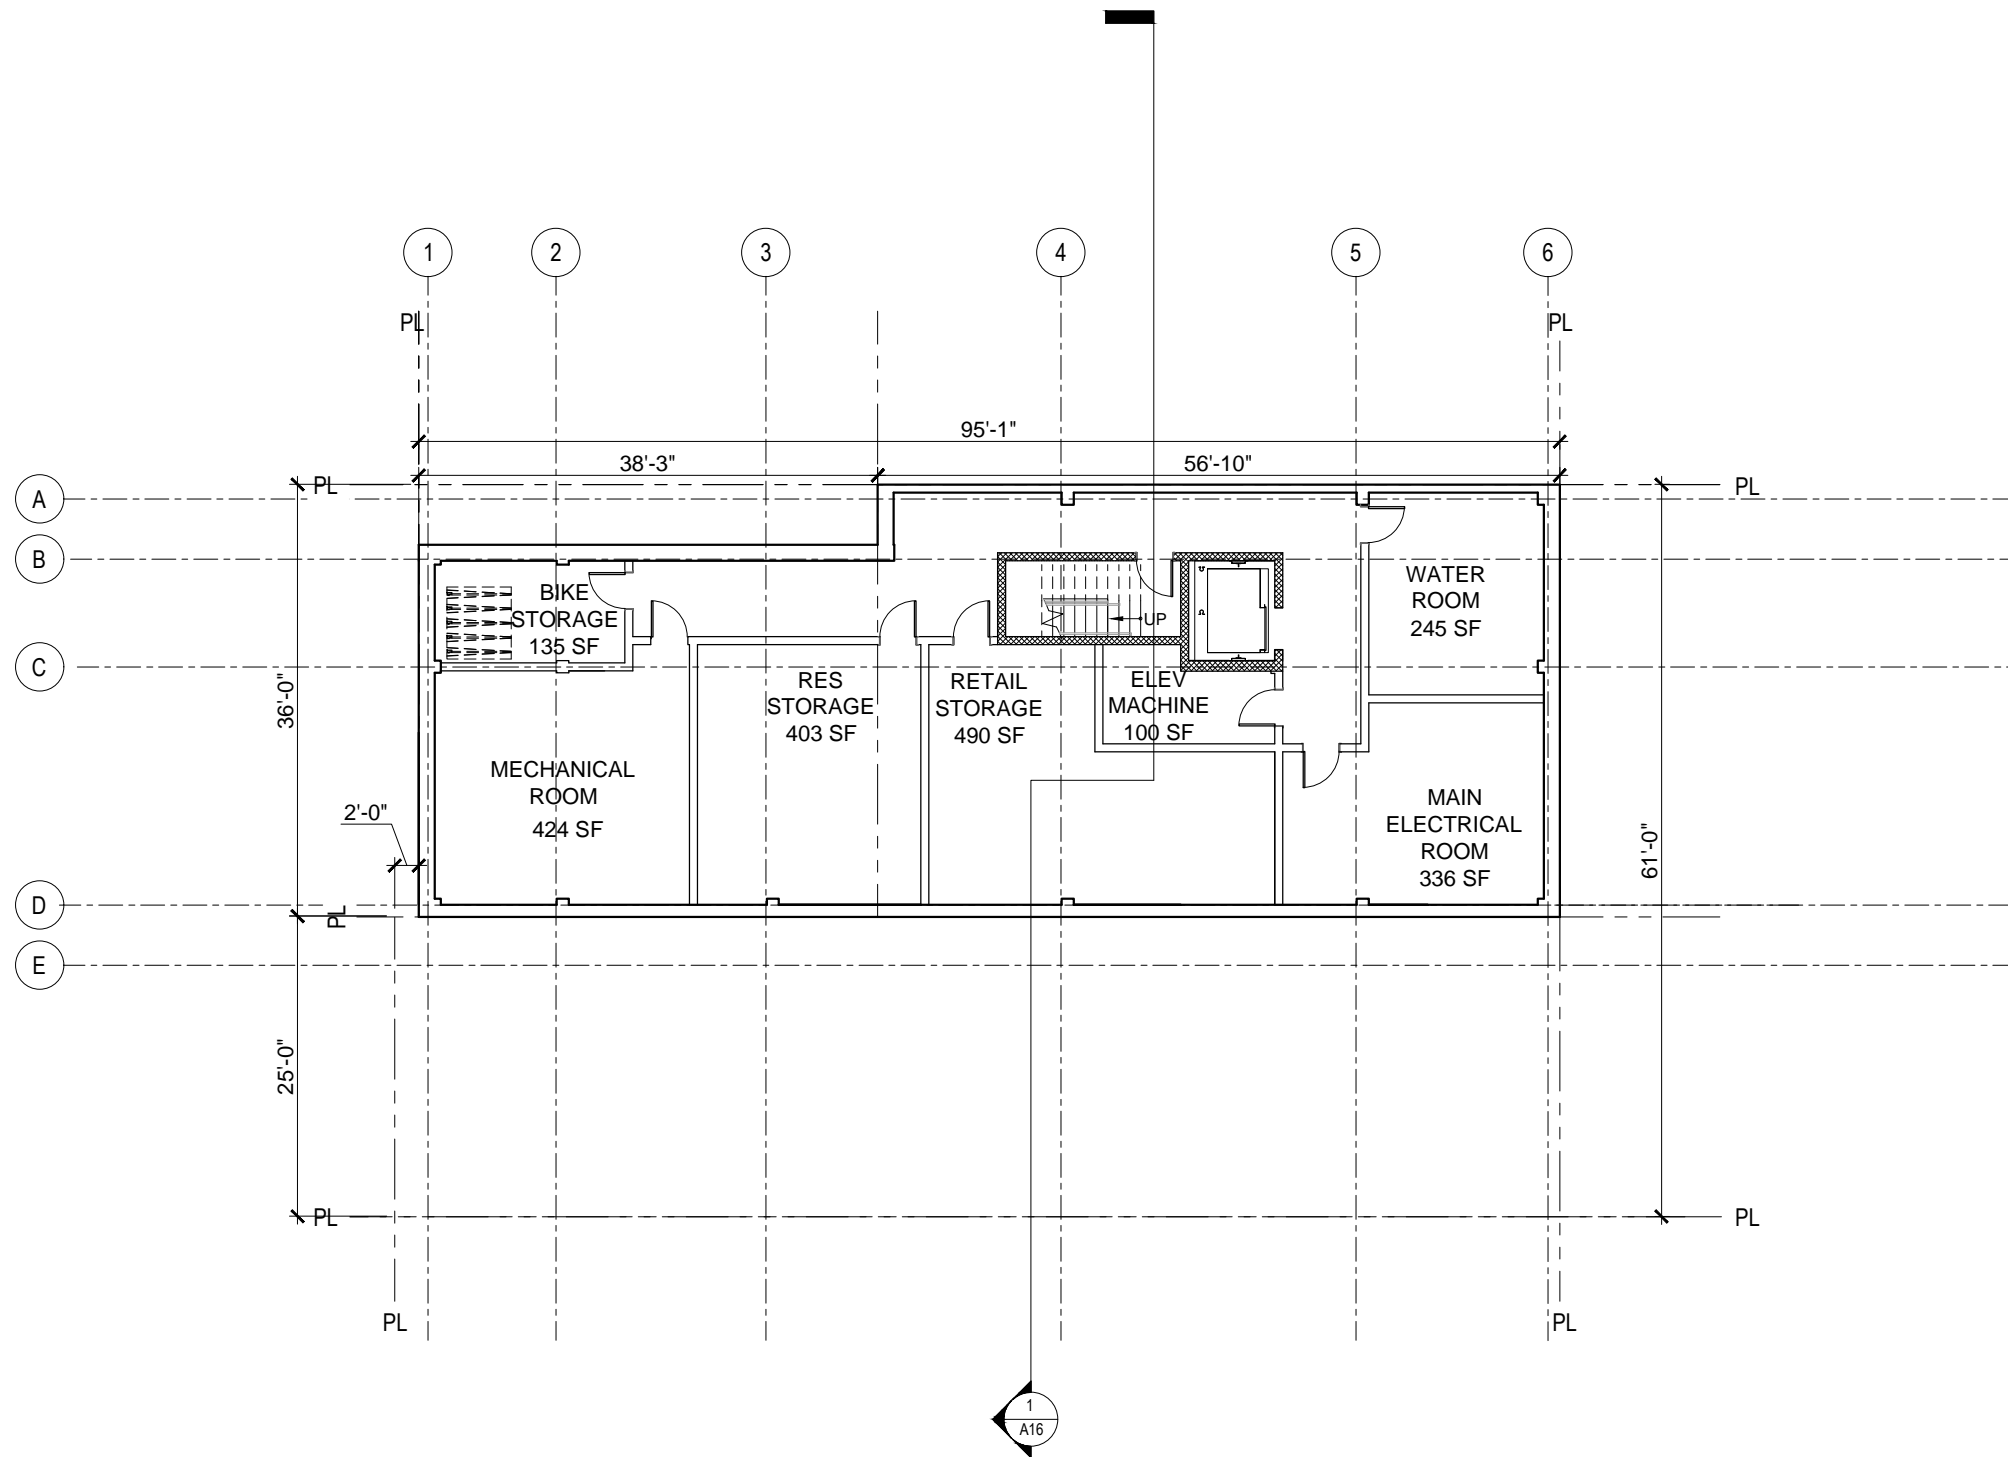 1
2
3
4
5
6
PL
PL
95'-1"
38'-3"
56'-10"
A
PL
PL
B
BIKE
STORAGE
135 SF
WATER
ROOM
245 SF
UP
C
RES
STORAGE
403 SF
RETAIL
STORAGE
490 SF
ELEV
MACHINE
100 SF
36'-0"
MECHANICAL
ROOM
424 SF
MAIN
ELECTRICAL
ROOM
336 SF
2'-0"
61'-0"
D
PL
E
25'-0"
PL
PL
PL
PL
1
A16